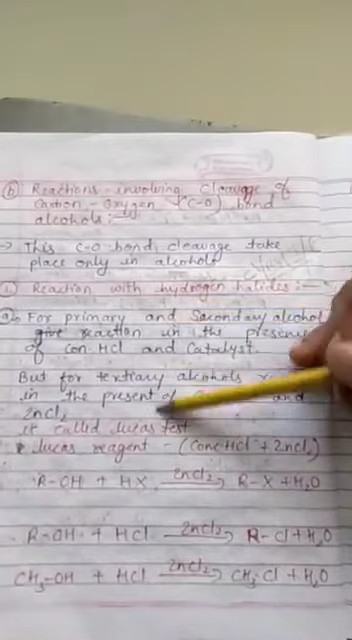 (b) Reactions involving cleavage of
Carbon - Oxygen (C-O) bond
alcohols:-
→ This C-O bond cleavage take
place only in alcohols
(1) Reaction with hydrogen halides:-
(a) For primary and Secondary alcohol
give reaction in the presence
of con. HCl and Catalyst.
But for tertiary alcohols
in the present of and
ZnCl2
it called lucas test
* lucas reagent - (Conc HCl + ZnCl2)
R-OH + HX ZnCl2→ R-X + H2O
R-OH + HCl ZnCl2→ R-Cl + H2O
CH3-OH + HCl ZnCl2→ CH3-Cl + H2O